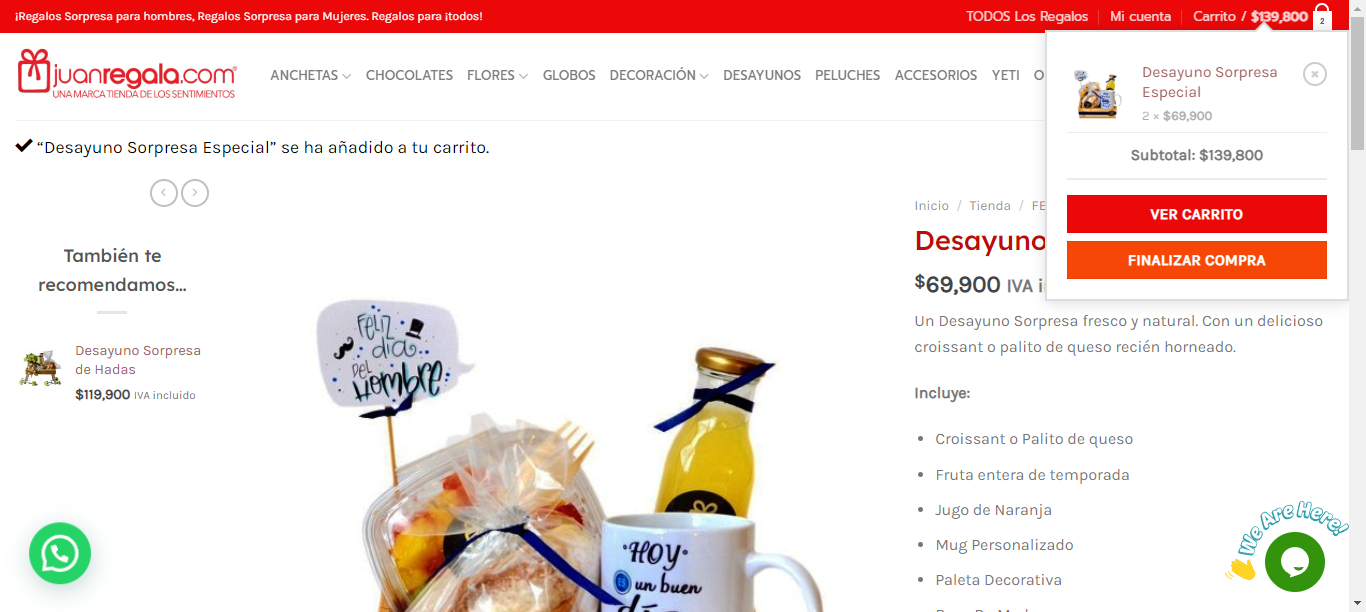 ¡Regalos Sorpresa para hombres, Regalos Sorpresa para Mujeres. Regalos para ¡todos!
TODOS Los Regalos
Mi cuenta
Carrito / $139,800
2
juanregala.com®
UNA MARCA TIENDA DE LOS SENTIMIENTOS
ANCHETAS CHOCOLATES FLORES GLOBOS DECORACIÓN DESAYUNOS PELUCHES ACCESORIOS YETI
Desayuno Sorpresa
Especial
×
2 × $69,900
Subtotal: $139,800
VER CARRITO
FINALIZAR COMPRA
“Desayuno Sorpresa Especial” se ha añadido a tu carrito.
También te
recomendamos...
Desayuno Sorpresa
de Hadas
$119,900 IVA incluido
FELIZ
día
DEL
HOMBRE
HOY
ES un buen
día
Inicio / Tienda / FE
Desayuno
$69,900 IVA i
Un Desayuno Sorpresa fresco y natural. Con un delicioso
croissant o palito de queso recién horneado.
Incluye:
Croissant o Palito de queso
Fruta entera de temporada
Jugo de Naranja
Mug Personalizado
Paleta Decorativa
We Are Here!